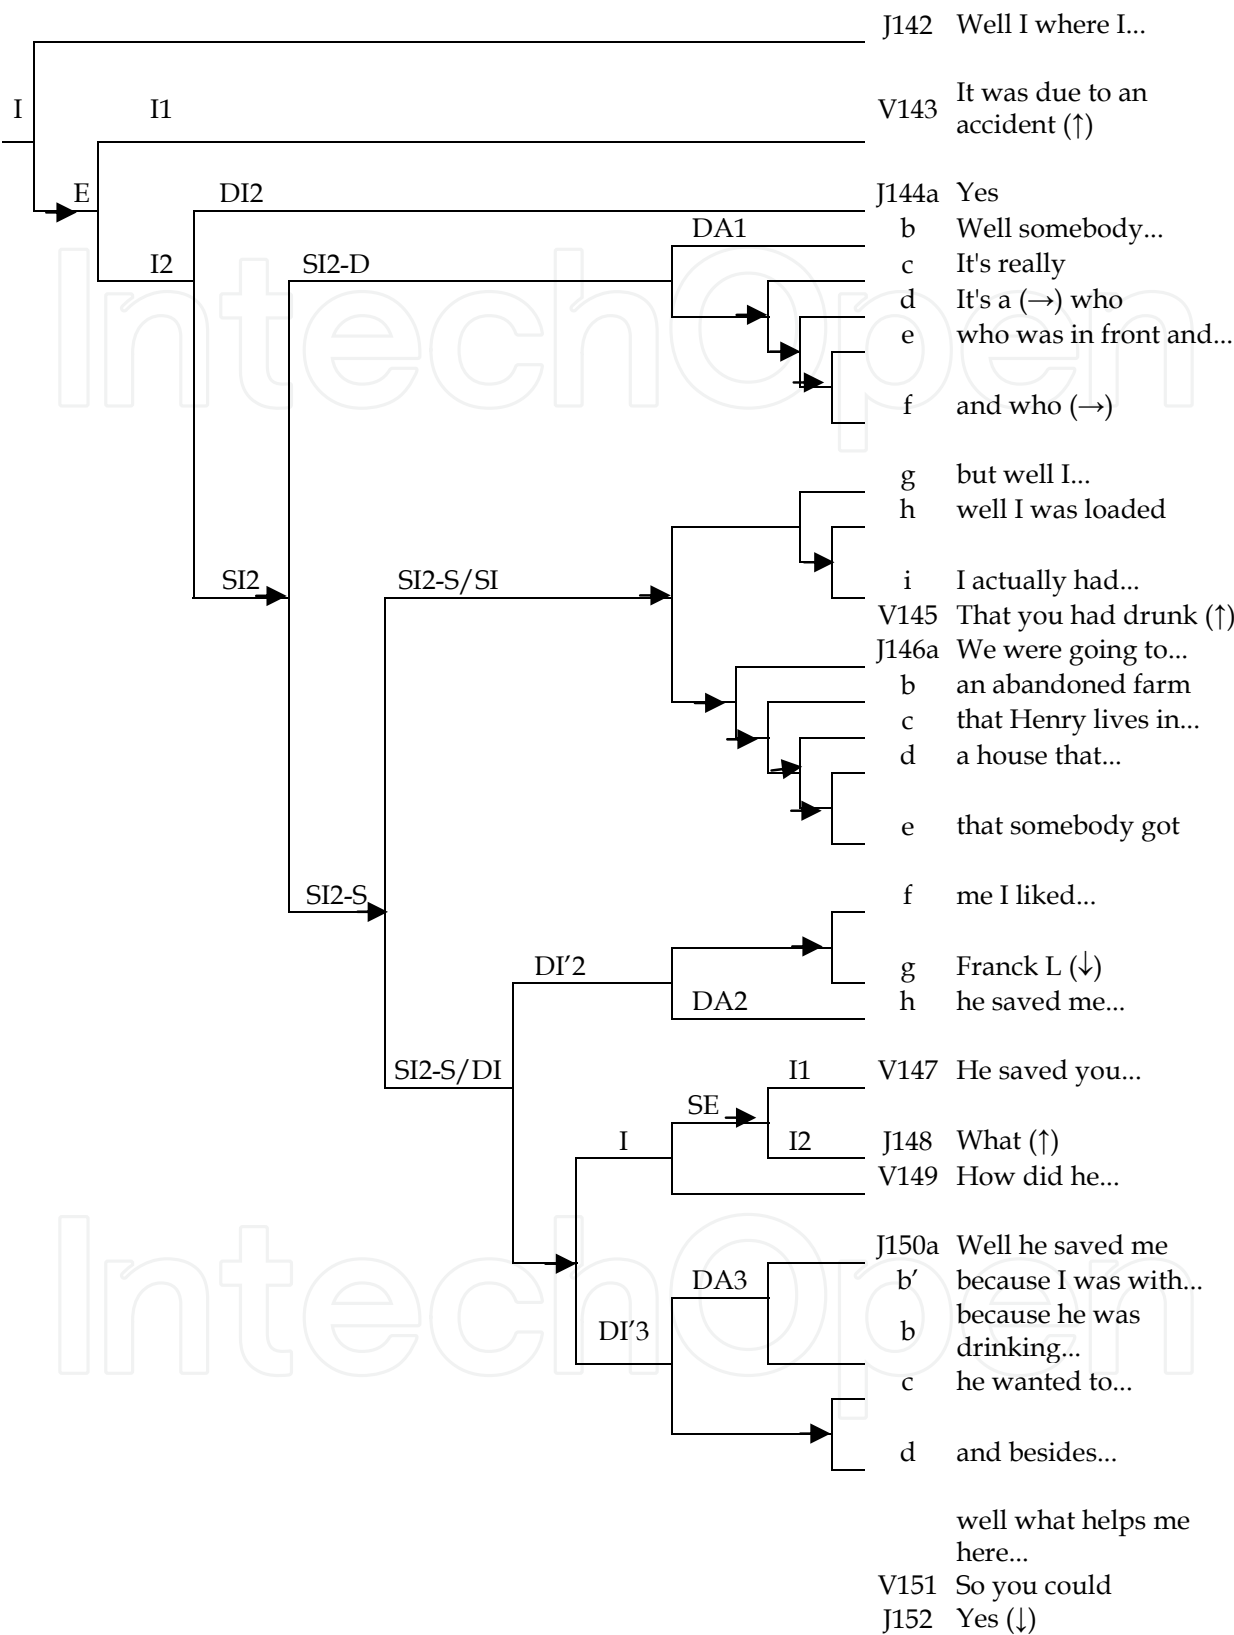 J142 Well I where I...
I I1 V143 It was due to an
accident (↑)
E DI2 J144a Yes
DA1 b Well somebody...
I2 SI2-D c It's really
d It's a (→) who
e who was in front and...
f and who (→)
g but well I...
h well I was loaded
SI2 SI2-S/SI i I actually had...
V145 That you had drunk (↑)
J146a We were going to...
b an abandoned farm
c that Henry lives in...
d a house that...
e that somebody got
SI2-S f me I liked...
DI'2 g Franck L (↓)
DA2 h he saved me...
SI2-S/DI I1 V147 He saved you...
SE
I I2 J148 What (↑)
V149 How did he...
J150a Well he saved me
DA3 b' because I was with...
DI'3 b because he was
drinking...
c he wanted to...
d and besides...
well what helps me
here...
V151 So you could
J152 Yes (↓)
IntechOpen
IntechOpen